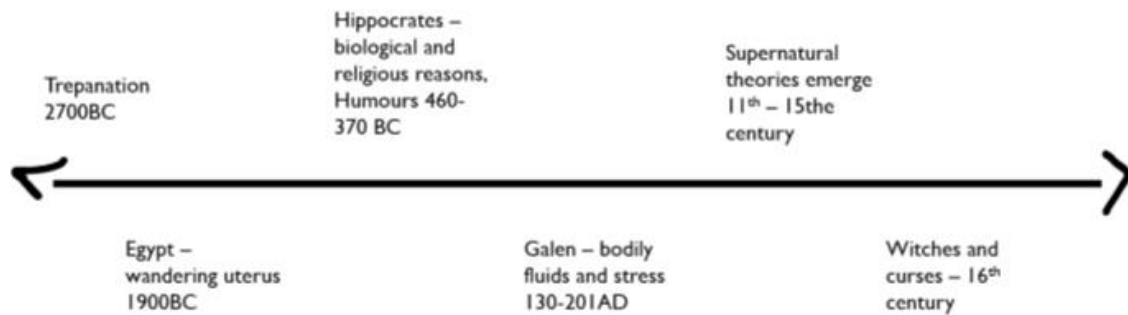 Trepanation
2700BC
Egypt –
wandering uterus
1900BC
Hippocrates –
biological and
religious reasons,
Humours 460-
370 BC
Galen – bodily
fluids and stress
130-201AD
Supernatural
theories emerge
11th – 15the
century
Witches and
curses – 16th
century